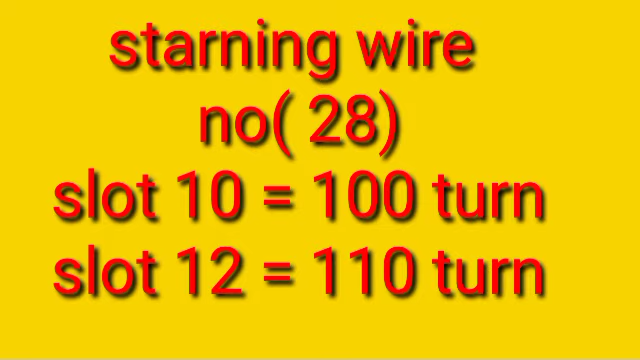 starning wire
no( 28)
slot 10 = 100 turn
slot 12 = 110 turn